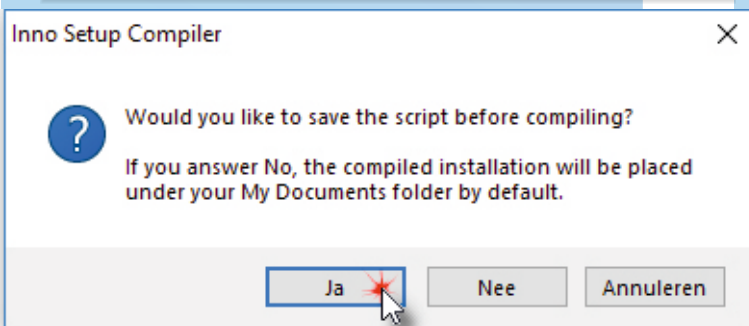 Inno Setup Compiler
Would you like to save the script before compiling?
If you answer No, the compiled installation will be placed
under your My Documents folder by default.
Ja Nee Annuleren